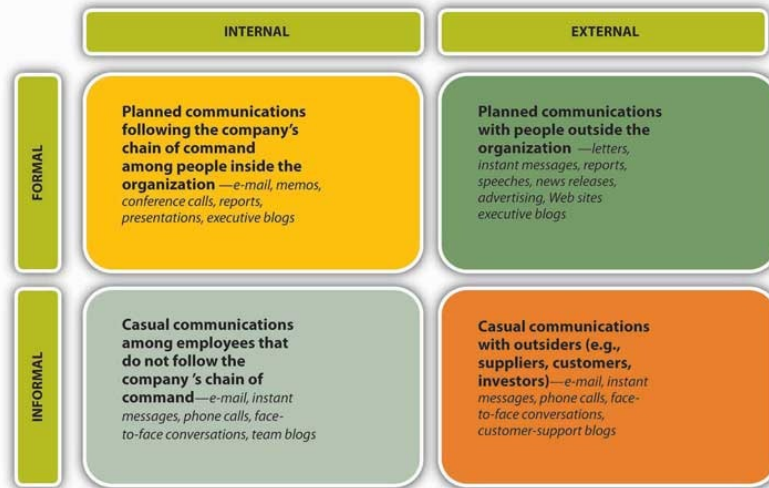 INTERNAL
EXTERNAL
FORMAL
Planned communications
following the company's
chain of command
among people inside the
organization —e-mail, memos,
conference calls, reports,
presentations, executive blogs
Planned communications
with people outside the
organization —letters,
instant messages, reports,
speeches, news releases,
advertising, Web sites
executive blogs
INFORMAL
Casual communications
among employees that
do not follow the
company 's chain of
command—e-mail, instant
messages, phone calls, face-
to-face conversations, team blogs
Casual communications
with outsiders (e.g.,
suppliers, customers,
investors)—e-mail, instant
messages, phone calls, face-
to-face conversations,
customer-support blogs